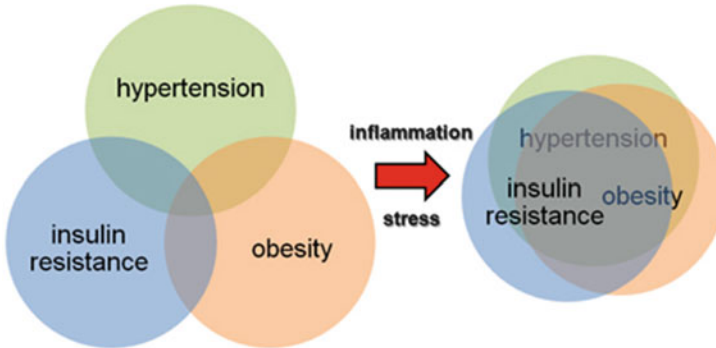 hypertension
insulin
resistance
obesity
inflammation
stress
hypertension
insulin
resistance
obesity